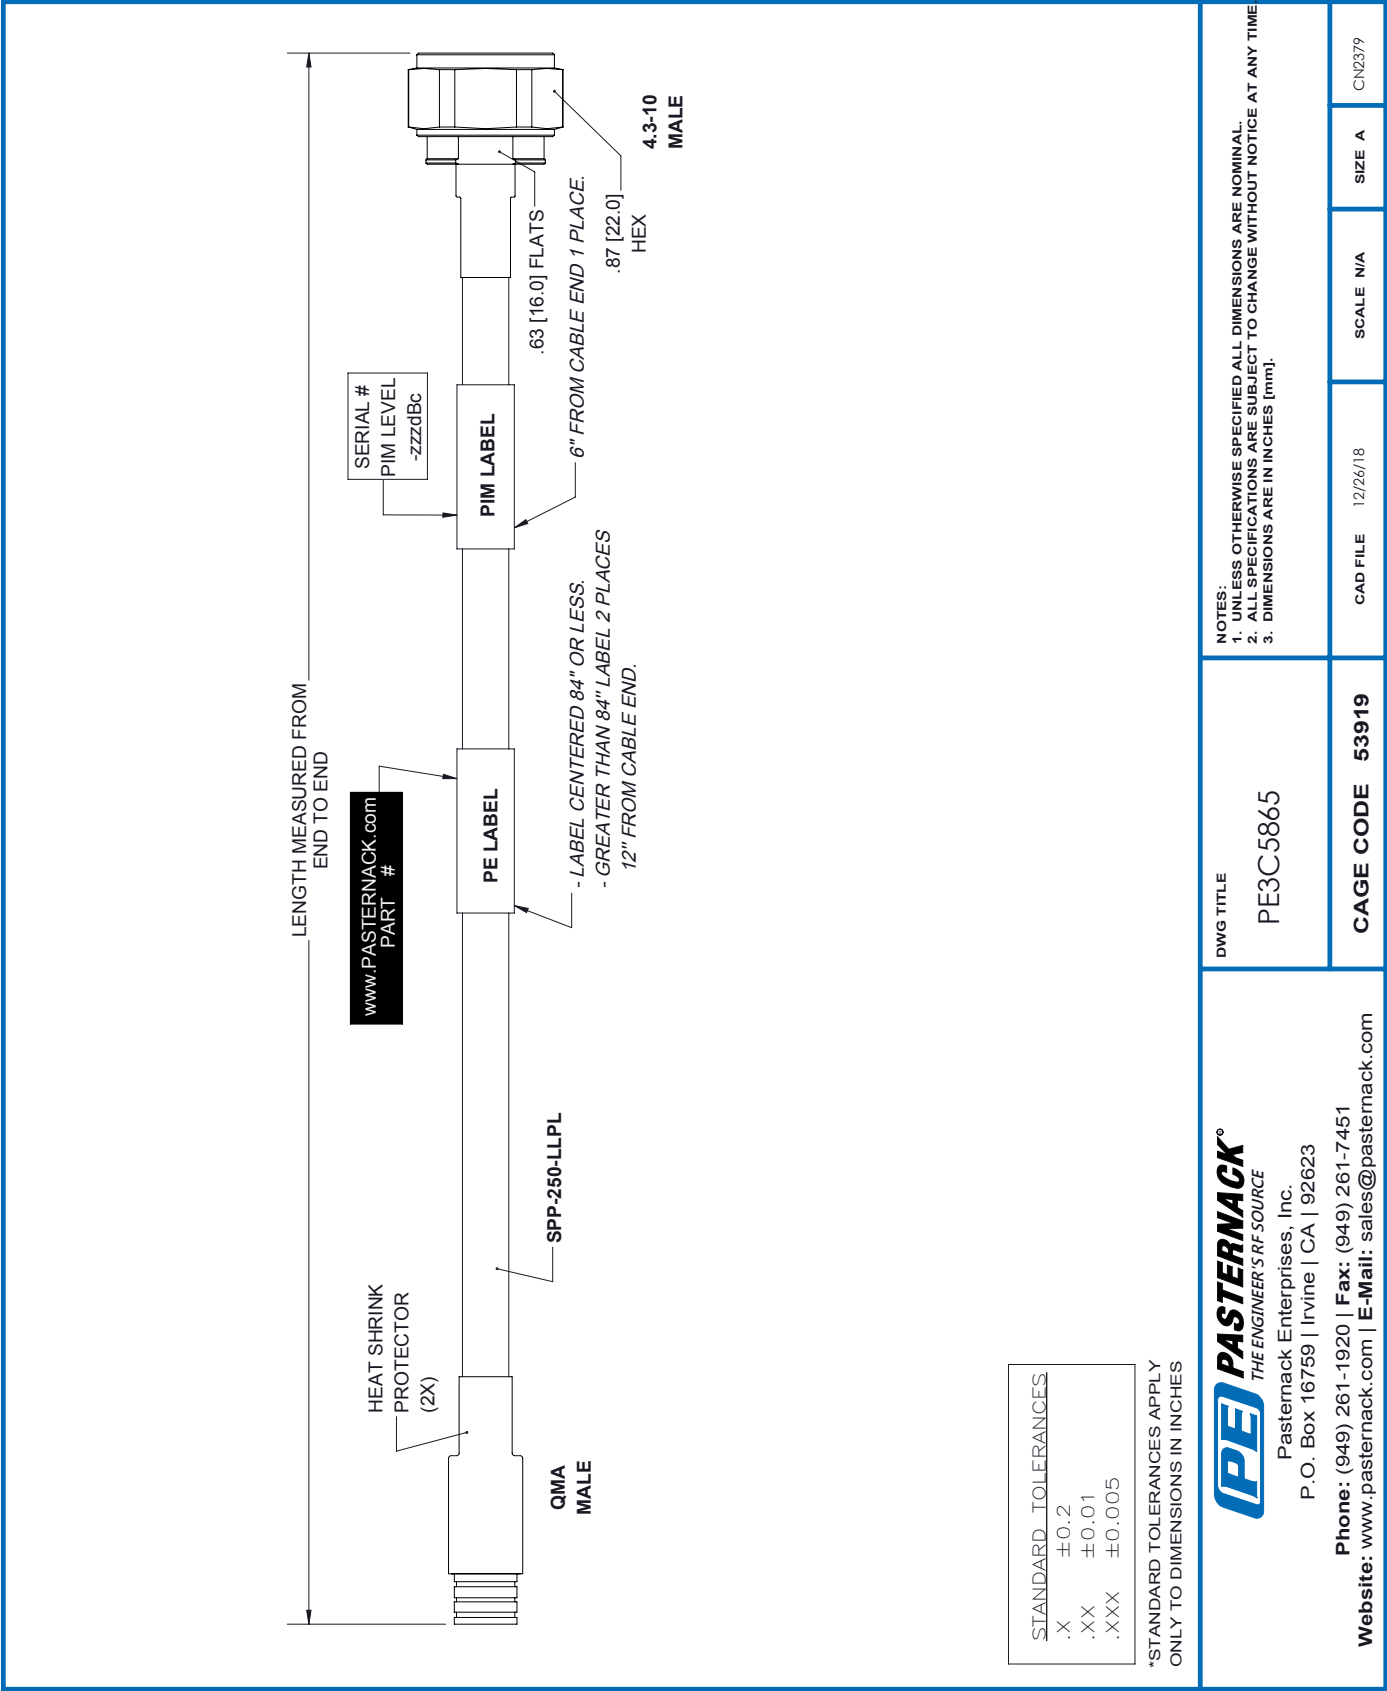 LENGTH MEASURED FROM
END TO END
HEAT SHRINK
PROTECTOR
(2X)
www.PASTERNACK.com
PART #
SERIAL #
PIM LEVEL
-zzzdBc
PE LABEL
PIM LABEL
QMA
MALE
SPP-250-LLPL
- LABEL CENTERED 84" OR LESS.
- GREATER THAN 84" LABEL 2 PLACES
12" FROM CABLE END.
6" FROM CABLE END 1 PLACE.
.63 [16.0] FLATS
.87 [22.0]
HEX
4.3-10
MALE
STANDARD TOLERANCES
.X ±0.2
.XX ±0.01
.XXX ±0.005
*STANDARD TOLERANCES APPLY
ONLY TO DIMENSIONS IN INCHES
PE PASTERNACK®
THE ENGINEER'S RF SOURCE
Pasternack Enterprises, Inc.
P.O. Box 16759 | Irvine | CA | 92623
Phone: (949) 261-1920 | Fax: (949) 261-7451
Website: www.pasternack.com | E-Mail: sales@pasternack.com
DWG TITLE
PE3C5865
CAGE CODE 53919
NOTES:
1. UNLESS OTHERWISE SPECIFIED ALL DIMENSIONS ARE NOMINAL.
2. ALL SPECIFICATIONS ARE SUBJECT TO CHANGE WITHOUT NOTICE AT ANY TIME.
3. DIMENSIONS ARE IN INCHES [mm].
CAD FILE 12/26/18
SCALE N/A
SIZE A
CN2379